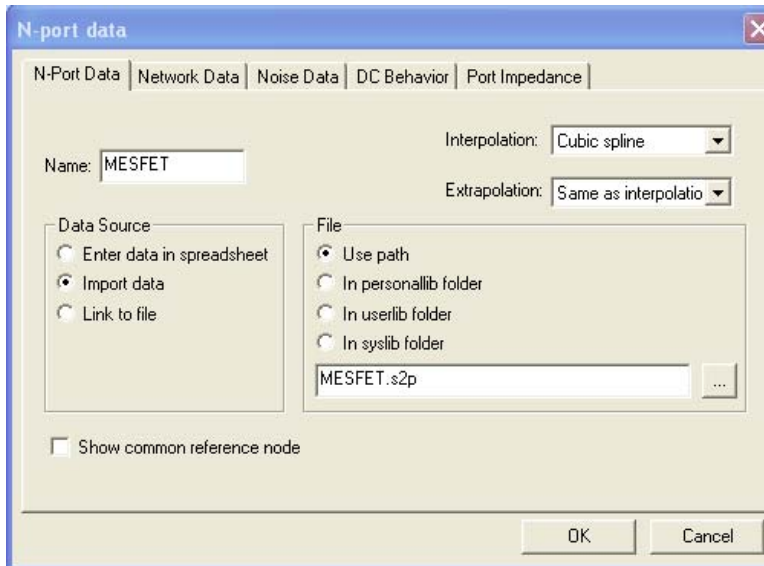 N-port data
N-Port Data Network Data Noise Data DC Behavior Port Impedance
Interpolation: Cubic spline
Name: MESFET
Extrapolation: Same as interpolatio
Data Source
Enter data in spreadsheet
Import data
Link to file
File
Use path
In personallib folder
In userlib folder
In syslib folder
MESFET.s2p
...
Show common reference node
OK Cancel